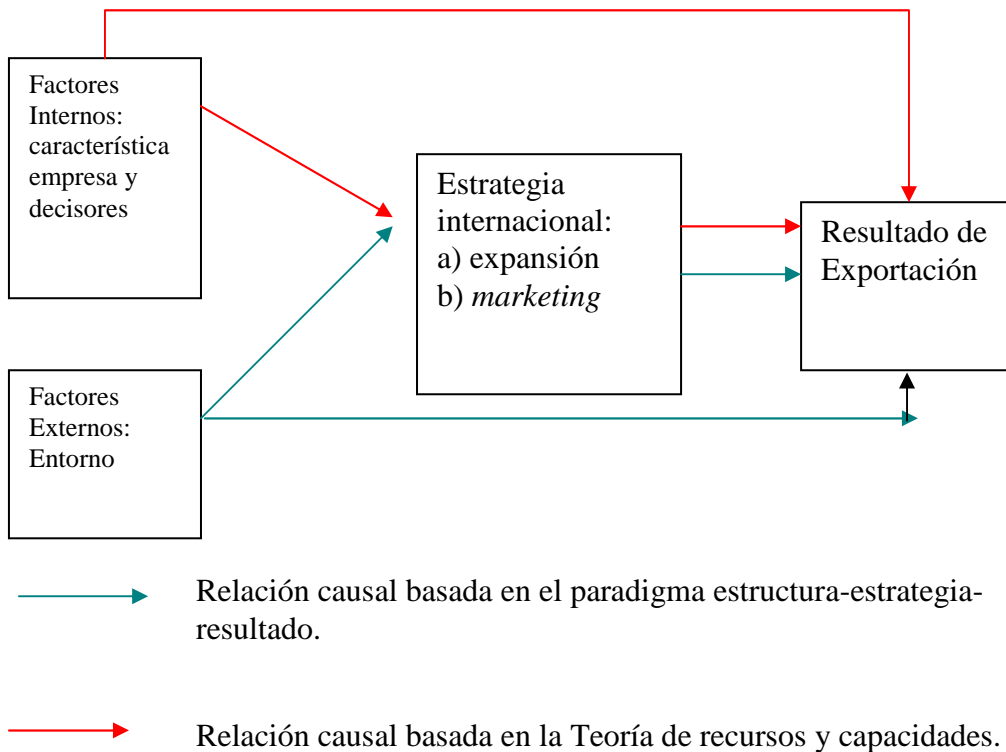 Factores
Internos:
característica
empresa y
decisores
Estrategia
internacional:
a) expansión
b) marketing
Resultado de
Exportación
Factores
Externos:
Entorno
Relación causal basada en el paradigma estructura-estrategia-
resultado.
Relación causal basada en la Teoría de recursos y capacidades.